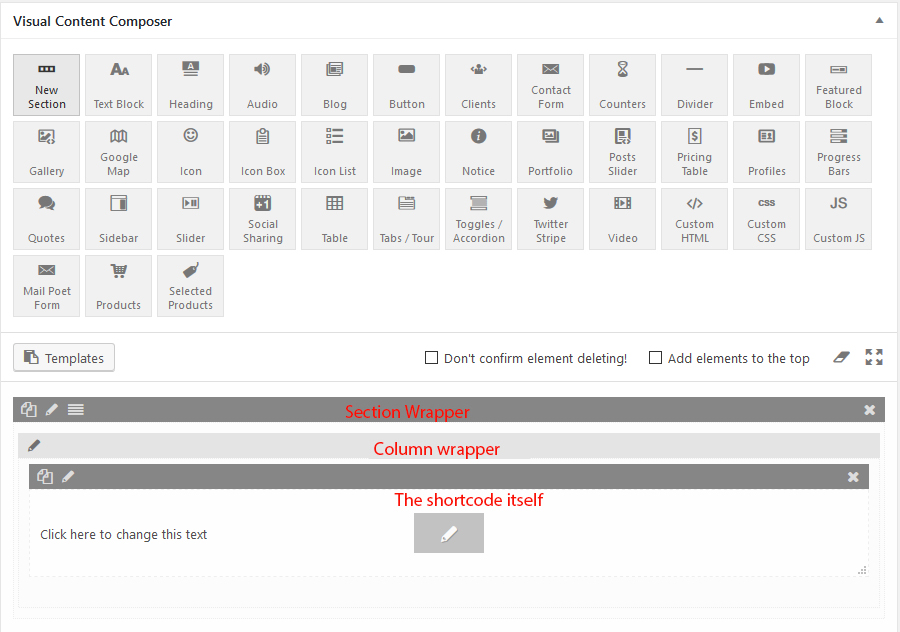 Visual Content Composer
New Section
Text Block
Heading
Audio
Blog
Button
Clients
Contact Form
Counters
Divider
Embed
Featured Block
Gallery
Google Map
Icon
Icon Box
Icon List
Image
Notice
Portfolio
Posts Slider
Pricing Table
Profiles
Progress Bars
Quotes
Sidebar
Slider
+1
Social Sharing
Table
Tabs / Tour
Toggles / Accordion
Twitter Stripe
Video
Custom HTML
CSS
Custom CSS
JS
Custom JS
Mail Poet Form
Products
Selected Products
Templates
Don't confirm element deleting!
Add elements to the top
Section Wrapper
Column wrapper
The shortcode itself
Click here to change this text